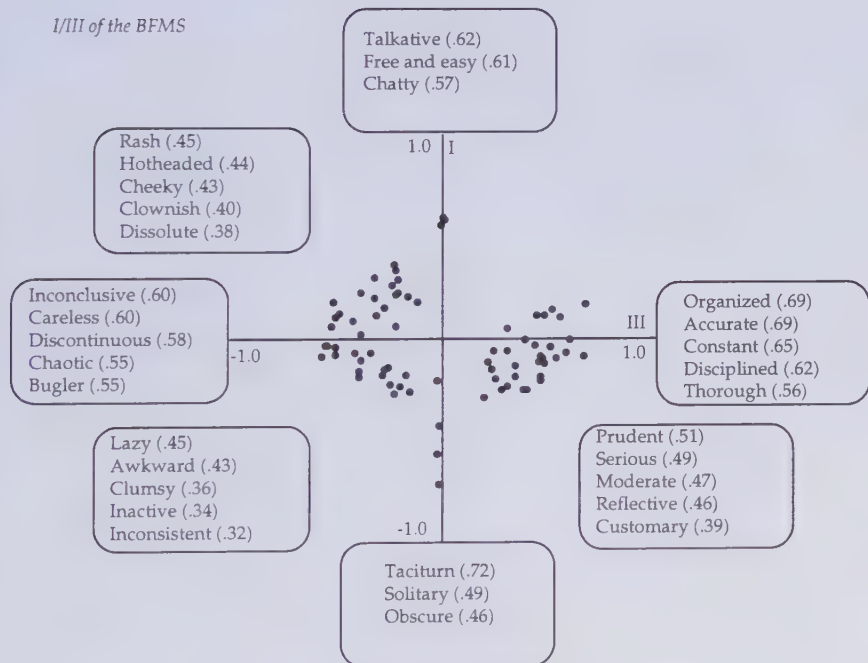 I/III of the BFMS
Talkative (.62)
Free and easy (.61)
Chatty (.57)
Rash (.45)
Hotheaded (.44)
Cheeky (.43)
Clownish (.40)
Dissolute (.38)
1.0 I
Inconclusive (.60)
Careless (.60)
Discontinuous (.58)
Chaotic (.55)
Bugler (.55)
-1.0
III
1.0
Organized (.69)
Accurate (.69)
Constant (.65)
Disciplined (.62)
Thorough (.56)
Lazy (.45)
Awkward (.43)
Clumsy (.36)
Inactive (.34)
Inconsistent (.32)
Prudent (.51)
Serious (.49)
Moderate (.47)
Reflective (.46)
Customary (.39)
-1.0
Taciturn (.72)
Solitary (.49)
Obscure (.46)